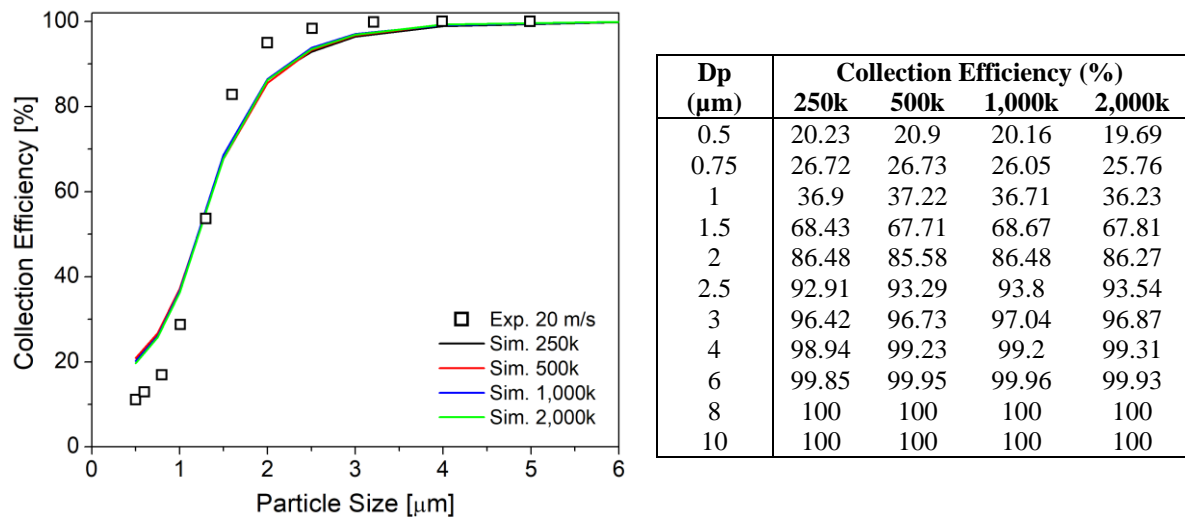 100
80
60
40
20
0
Collection Efficiency [%]
Exp. 20 m/s
Sim. 250k
Sim. 500k
Sim. 1,000k
Sim. 2,000k
0 1 2 3 4 5 6
Particle Size [μm]
Dp Collection Efficiency (%)
(μm) 250k 500k 1,000k 2,000k
0.5 20.23 20.9 20.16 19.69
0.75 26.72 26.73 26.05 25.76
1 36.9 37.22 36.71 36.23
1.5 68.43 67.71 68.67 67.81
2 86.48 85.58 86.48 86.27
2.5 92.91 93.29 93.8 93.54
3 96.42 96.73 97.04 96.87
4 98.94 99.23 99.2 99.31
6 99.85 99.95 99.96 99.93
8 100 100 100 100
10 100 100 100 100